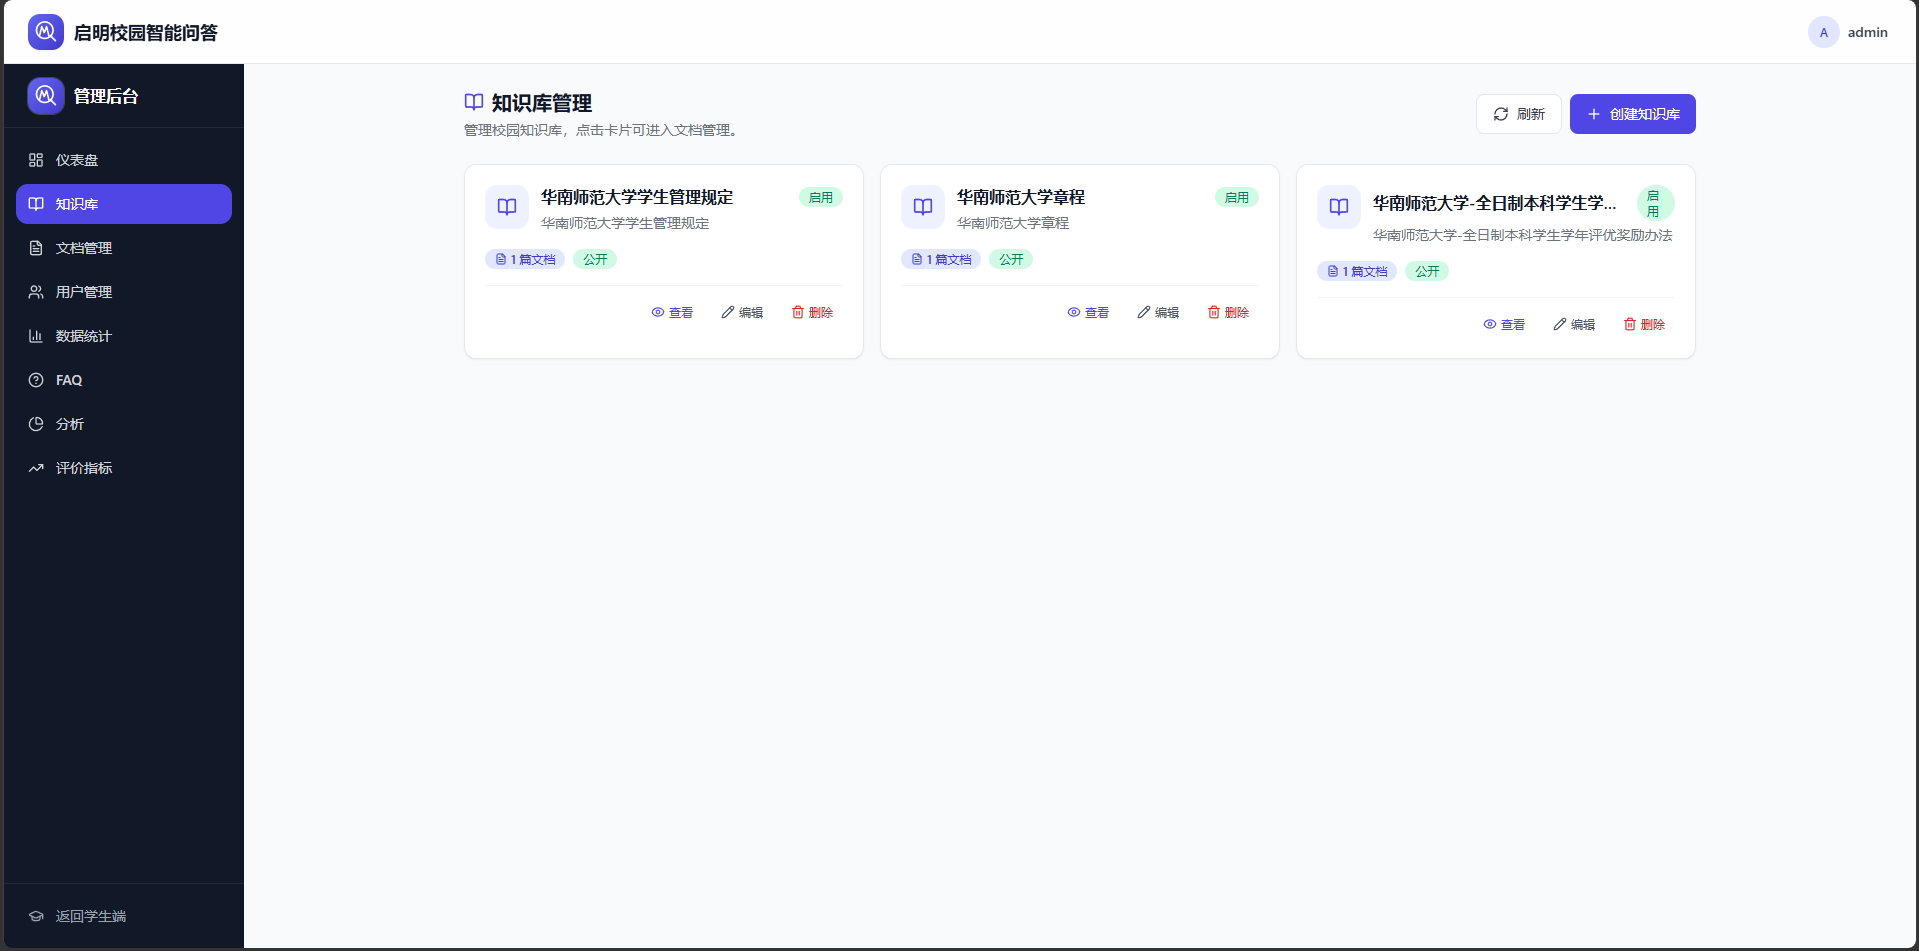 启明校园智能问答
A admin
管理后台
仪表盘
知识库
文档管理
用户管理
数据统计
FAQ
分析
评价指标
返回学生端
知识库管理
管理校园知识库，点击卡片可进入文档管理。
刷新
创建知识库
华南师范大学学生管理规定
启用
华南师范大学学生管理规定
1 篇文档 公开
查看 编辑 删除
华南师范大学章程
启用
华南师范大学章程
1 篇文档 公开
查看 编辑 删除
华南师范大学-全日制本科学生学...
启
用
华南师范大学-全日制本科学生学年评优奖励办法
1 篇文档 公开
查看 编辑 删除